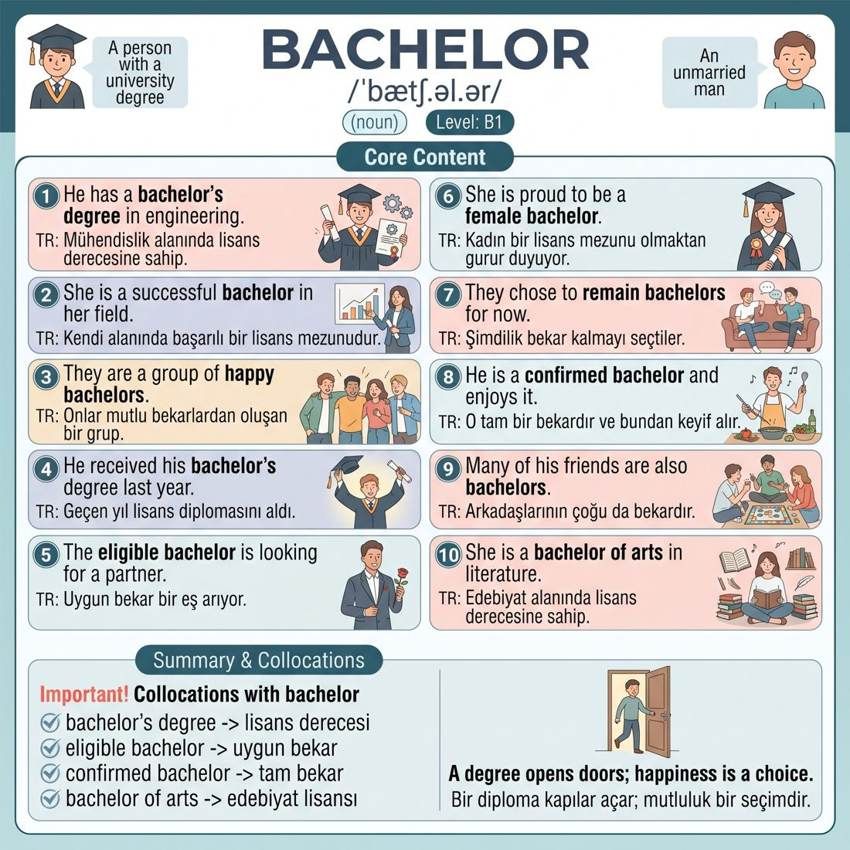 A person
with a
university
degree
BACHELOR
/ˈbætʃ.əl.ər/
(noun) Level: B1
An
unmarried
man
Core Content
1 He has a bachelor's
degree in engineering.
TR: Mühendislik alanında lisans
derecesine sahip.
2 She is a successful bachelor in
her field.
TR: Kendi alanında başarılı bir lisans mezunudur.
3 They are a group of happy
bachelors.
TR: Onlar mutlu bekarlardan oluşan
bir grup.
4 He received his bachelor's
degree last year.
TR: Geçen yıl lisans diplomasını aldı.
5 The eligible bachelor is looking
for a partner.
TR: Uygun bekar bir eş arıyor.
6 She is proud to be a
female bachelor.
TR: Kadın bir lisans mezunu olmaktan
gurur duyuyor.
7 They chose to remain bachelors
for now.
TR: Şimdilik bekar kalmayı seçtiler.
8 He is a confirmed bachelor and
enjoys it.
TR: O tam bir bekardır ve bundan keyif alır.
9 Many of his friends are also
bachelors.
TR: Arkadaşlarının çoğu da bekardır.
10 She is a bachelor of arts in
literature.
TR: Edebiyat alanında lisans
derecesine sahip.
Summary & Collocations
Important! Collocations with bachelor
bachelor's degree -> lisans derecesi
eligible bachelor -> uygun bekar
confirmed bachelor -> tam bekar
bachelor of arts -> edebiyat lisansı
A degree opens doors; happiness is a choice.
Bir diploma kapılar açar; mutluluk bir seçimdir.